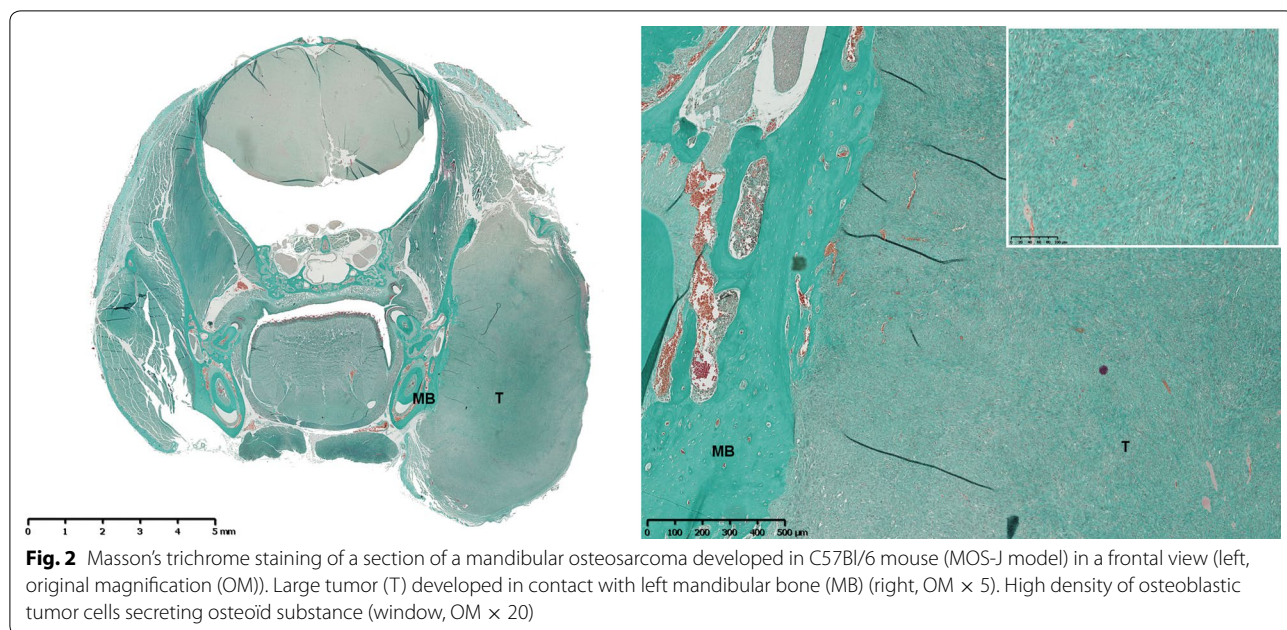 MB
T
0 1 2 3 4 5 mm
MB
T
0 100 200 300 400 500 µm
Fig. 2 Masson's trichrome staining of a section of a mandibular osteosarcoma developed in C57Bl/6 mouse (MOS-J model) in a frontal view (left,
original magnification (OM)). Large tumor (T) developed in contact with left mandibular bone (MB) (right, OM × 5). High density of osteoblastic
tumor cells secreting osteoïd substance (window, OM × 20)